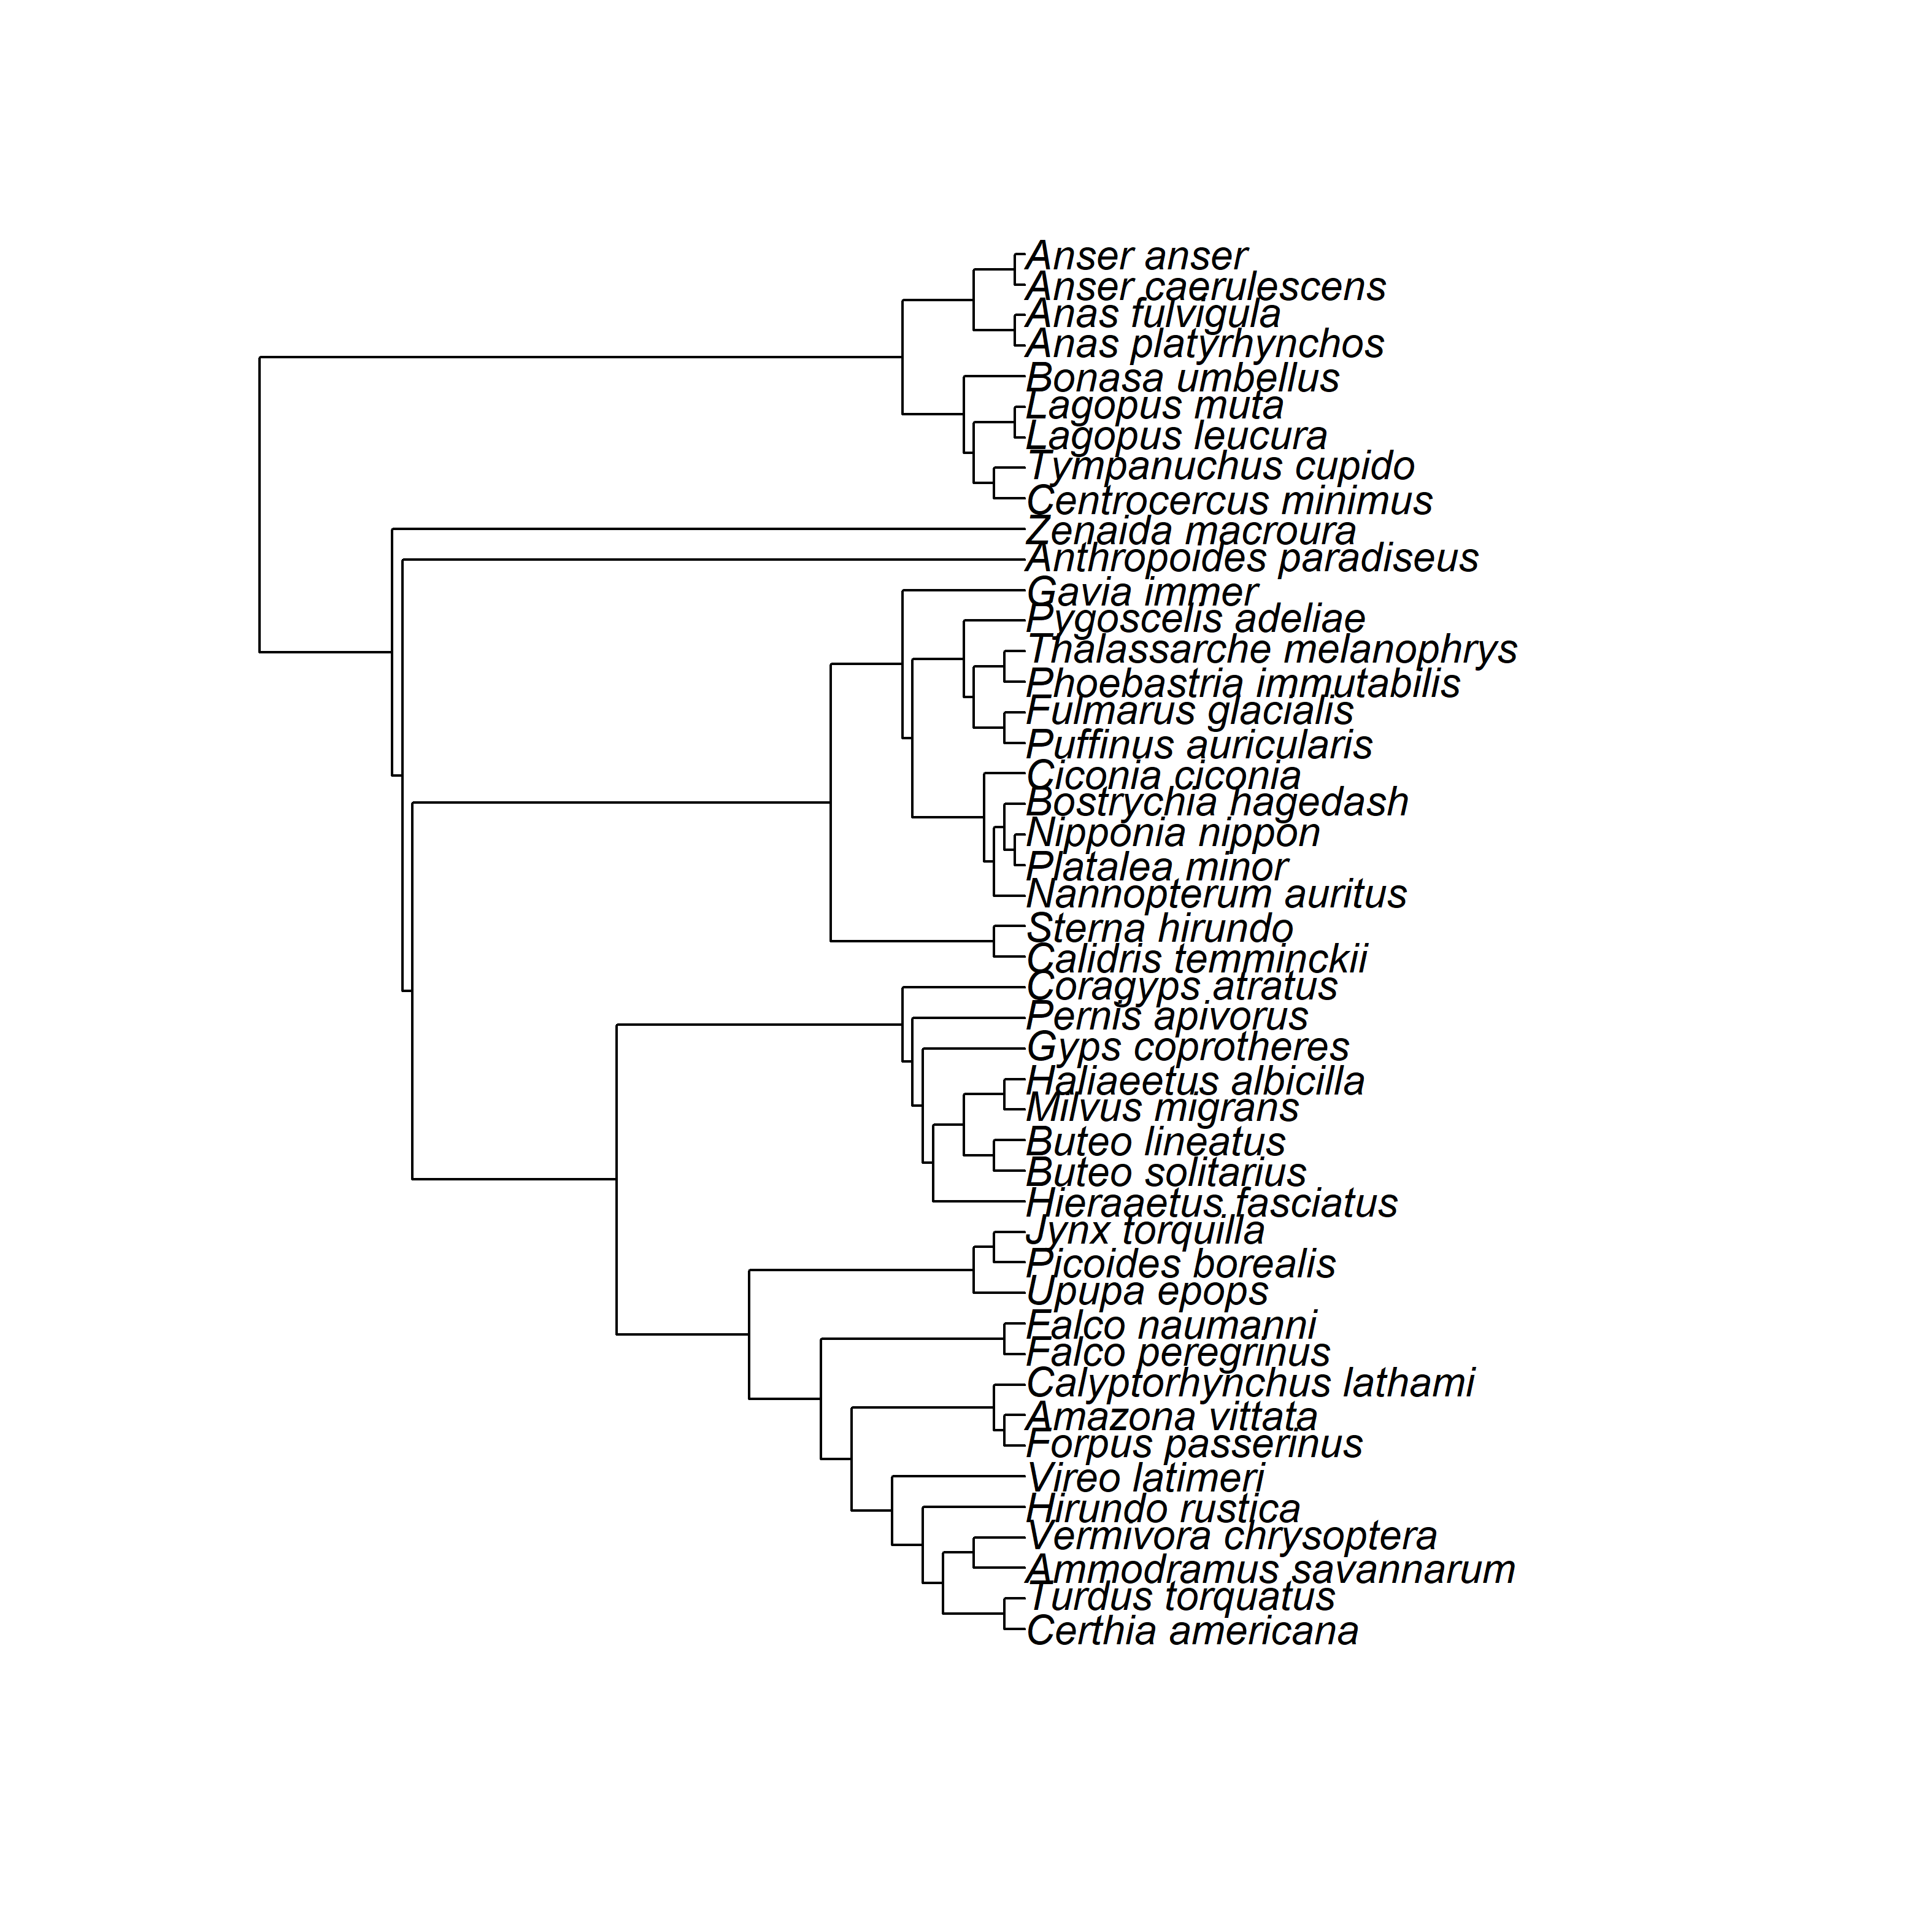 Anser anser
Anser caerulescens
Anas fulvigula
Anas platyrhynchos
Bonasa umbellus
Lagopus muta
Lagopus leucura
Tympanuchus cupido
Centrocercus minimus
Zenaida macroura
Anthropoides paradiseus
Gavia immer
Pygoscelis adeliae
Thalassarche melanophrys
Phoebastria immutabilis
Fulmarus glacialis
Puffinus auricularis
Ciconia ciconia
Bostrychia hagedash
Nipponia nippon
Platalea minor
Nannopterum auritus
Sterna hirundo
Calidris temminckii
Coragyps atratus
Pernis apivorus
Gyps coprotheres
Haliaeetus albicilla
Milvus migrans
Buteo lineatus
Buteo solitarius
Hieraaetus fasciatus
Jynx torquilla
Picoides borealis
Upupa epops
Falco naumanni
Falco peregrinus
Calyptorhynchus lathami
Amazona vittata
Forpus passerinus
Vireo latimeri
Hirundo rustica
Vermivora chrysoptera
Ammodramus savannarum
Turdus torquatus
Certhia americana